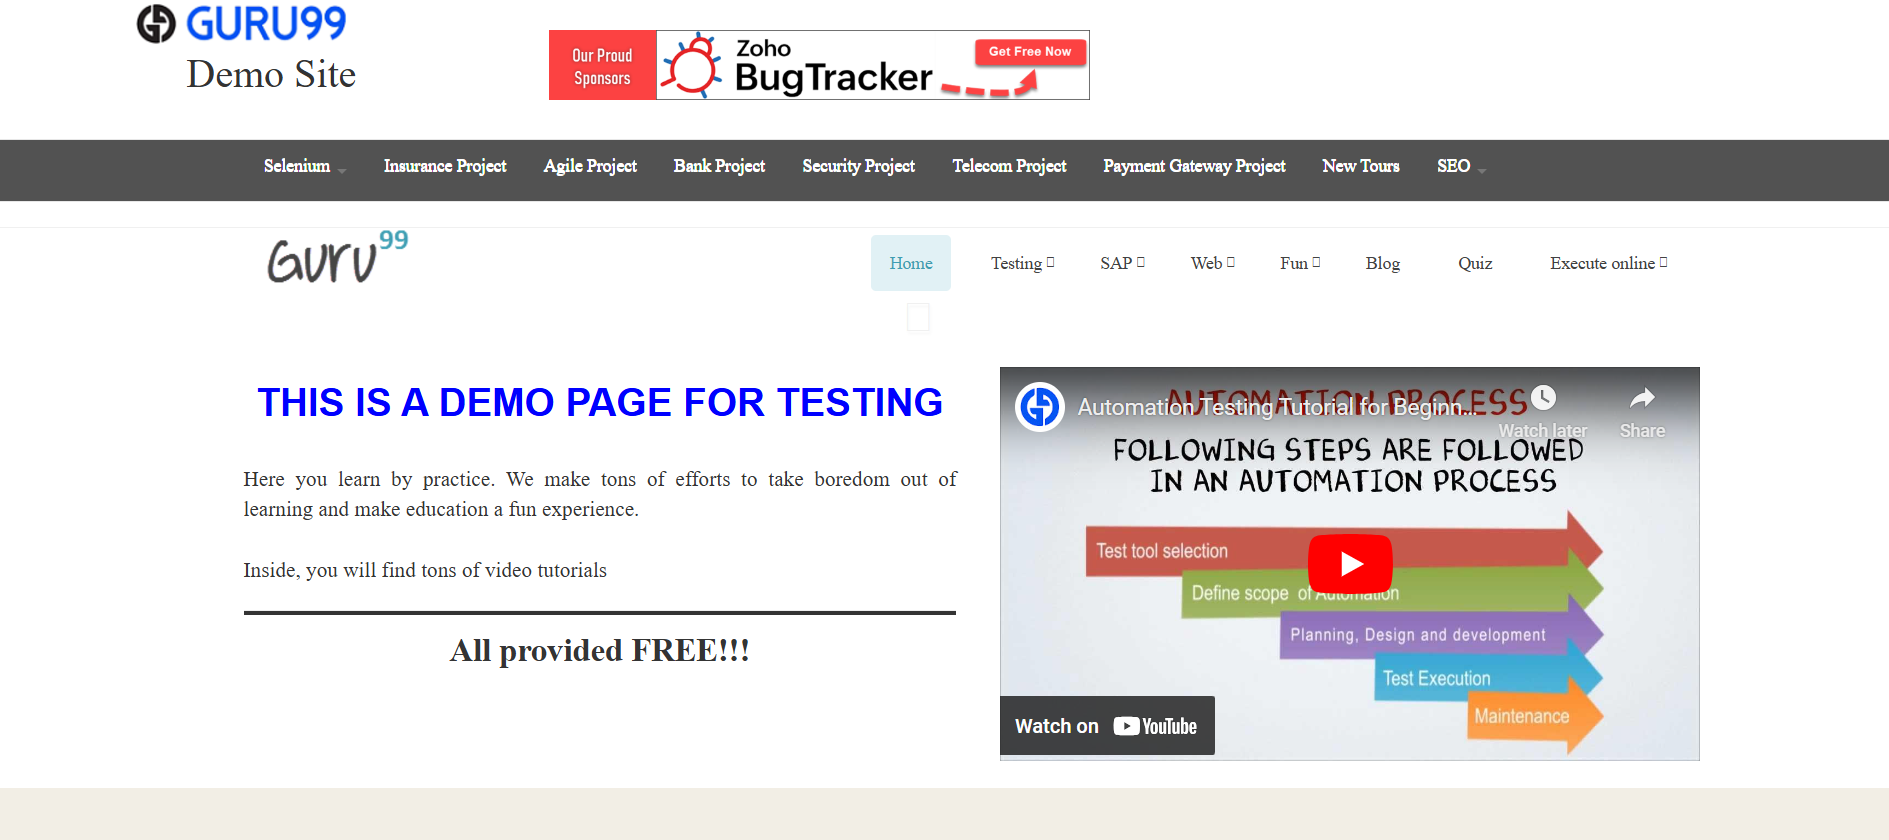 GURU99
Demo Site
Our Proud
Sponsors
Zoho
BugTracker
Get Free Now
Selenium Insurance Project Agile Project Bank Project Security Project Telecom Project Payment Gateway Project New Tours SEO
Guru99
Home Testing SAP Web Fun Blog Quiz Execute online
THIS IS A DEMO PAGE FOR TESTING
Here you learn by practice. We make tons of efforts to take boredom out of
learning and make education a fun experience.
Inside, you will find tons of video tutorials
All provided FREE!!!
AUTOMATION PROCESS
Automation Testing Tutorial for Beginn...
Watch later
Share
FOLLOWING STEPS ARE FOLLOWED
IN AN AUTOMATION PROCESS
Test tool selection
Define scope of Automation
Planning, Design and development
Test Execution
Maintenance
Watch on YouTube